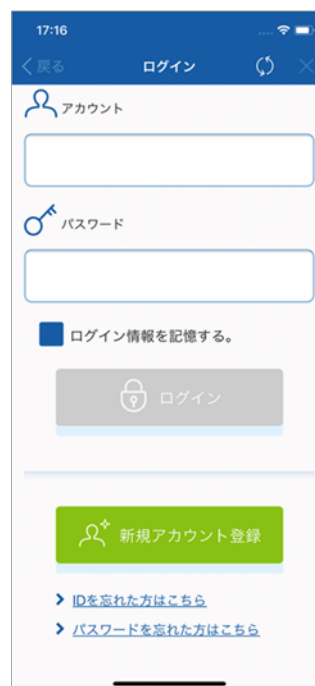 17:16
戻る ログイン
アカウント
パスワード
ログイン情報を記憶する。
ログイン
新規アカウント登録
IDを忘れた方はこちら
パスワードを忘れた方はこちら